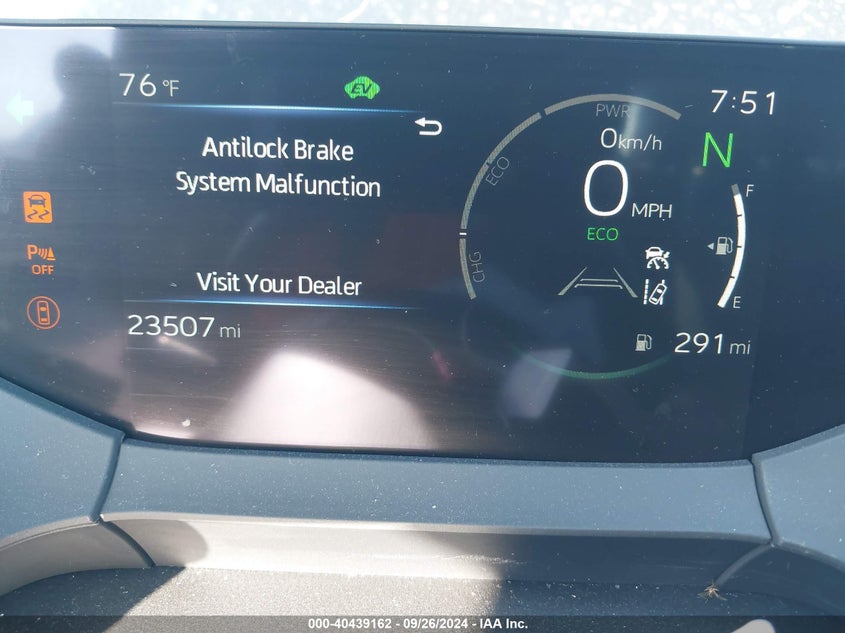 76 °F
EV
7:51
Antilock Brake
System Malfunction
PWR
0 km/h
N
ECO
0 MPH
F
ECO
P
OFF
Visit Your Dealer
CHG
E
23507 mi
291 mi
000-40439162 - 09/26/2024 - IAA Inc.